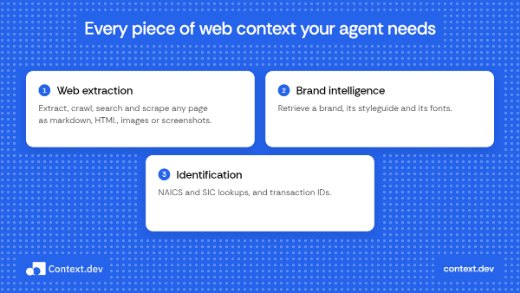 Every piece of web context your agent needs
1 Web extraction
Extract, crawl, search and scrape any page
as markdown, HTML, images or screenshots.
2 Brand intelligence
Retrieve a brand, its styleguide and its fonts.
3 Identification
NAICS and SIC lookups, and transaction IDs.
Context.dev
context.dev